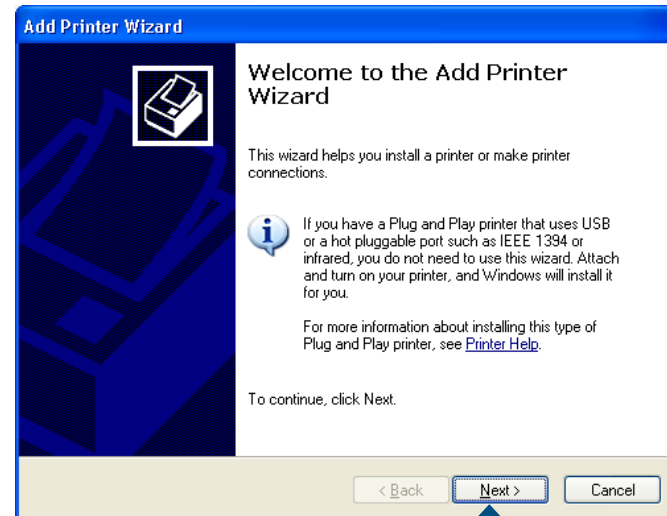 Add Printer Wizard
Welcome to the Add Printer
Wizard
This wizard helps you install a printer or make printer
connections.
If you have a Plug and Play printer that uses USB
or a hot pluggable port such as IEEE 1394 or
infrared, you do not need to use this wizard. Attach
and turn on your printer, and Windows will install it
for you.
For more information about installing this type of
Plug and Play printer, see Printer Help.
To continue, click Next.
< Back Next > Cancel